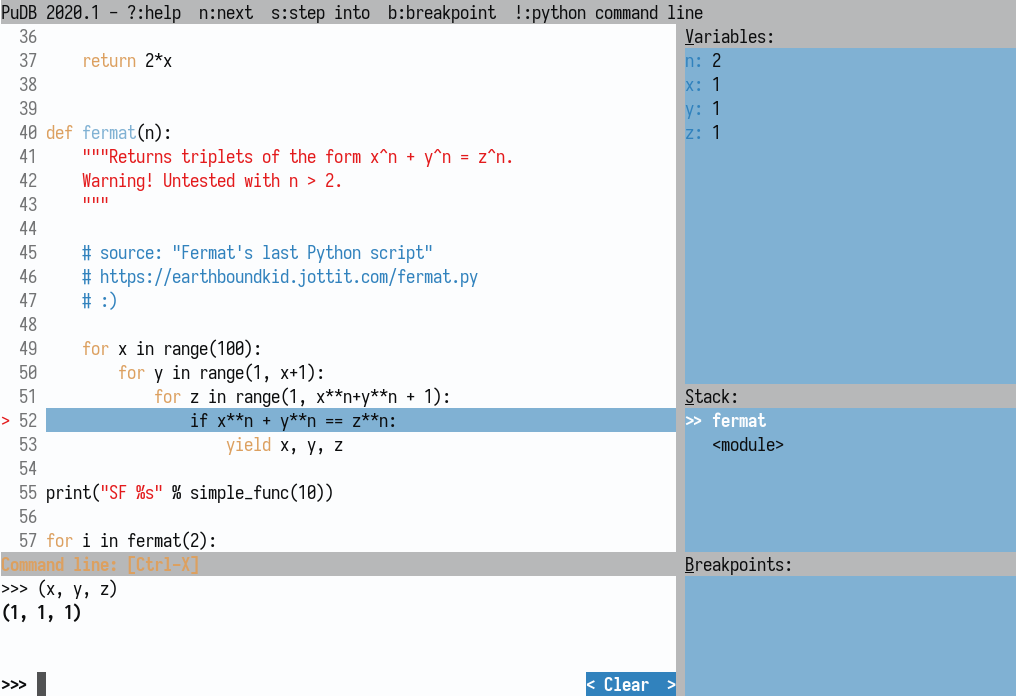 PuDB 2020.1 - ?:help  n:next  s:step into  b:breakpoint  !:python command line
36
37     return 2*x
38
39
40 def fermat(n):
41     """Returns triplets of the form x^n + y^n = z^n.
42     Warning! Untested with n > 2.
43     """
44
45     # source: "Fermat's last Python script"
46     # https://earthboundkid.jottit.com/fermat.py
47     # :)
48
49     for x in range(100):
50         for y in range(1, x+1):
51             for z in range(1, x**n+y**n + 1):
> 52                 if x**n + y**n == z**n:
53                     yield x, y, z
54
55 print("SF %s" % simple_func(10))
56
57 for i in fermat(2):
Command line: [Ctrl-X]
>>> (x, y, z)
(1, 1, 1)
>>>
< Clear  >
Variables:
n: 2
x: 1
y: 1
z: 1
Stack:
>> fermat
<module>
Breakpoints: